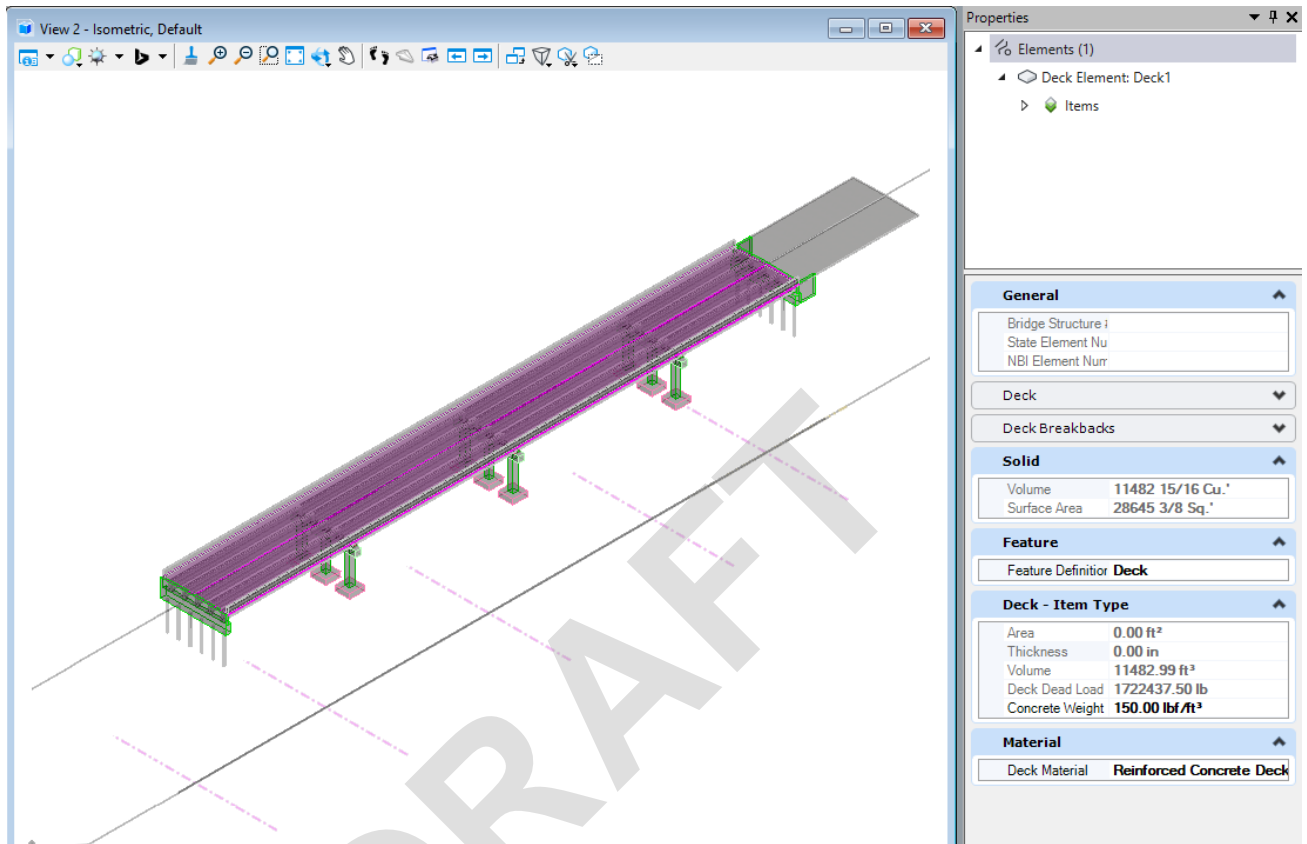 View 2 - Isometric, Default
Properties
Elements (1)
Deck Element: Deck1
Items
General
Bridge Structure
State Element Nu
NBI Element Num
Deck
Deck Breakbacks
Solid
Volume 11482 15/16 Cu.'
Surface Area 28645 3/8 Sq.'
Feature
Feature Definitior Deck
Deck - Item Type
Area 0.00 ft²
Thickness 0.00 in
Volume 11482.99 ft³
Deck Dead Load 1722437.50 lb
Concrete Weight 150.00 lbf/ft³
Material
Deck Material Reinforced Concrete Deck
DRAFT